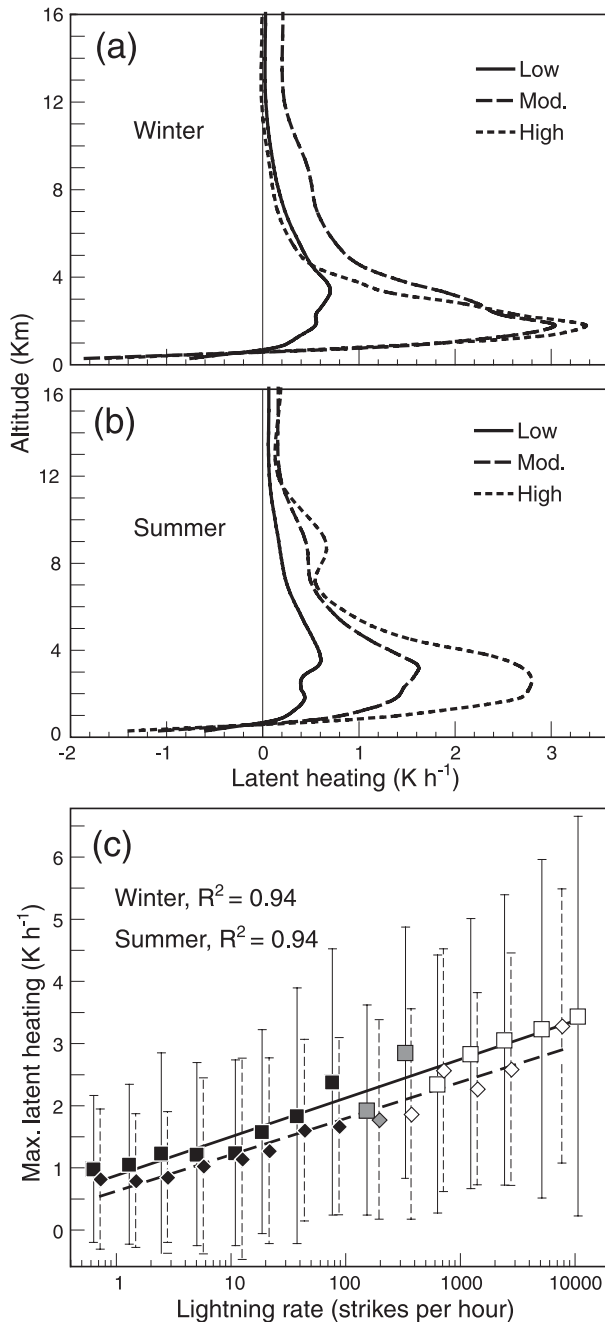 (a)
Winter
Low
Mod.
High
16
12
8
4
0
Altitude (Km)
(b)
Summer
Low
Mod.
High
16
12
8
4
0
-2 -1 0 1 2 3
Latent heating (K h⁻¹)
(c)
Winter, R² = 0.94
Summer, R² = 0.94
6
5
4
3
2
1
0
Max. latent heating (K h⁻¹)
1 10 100 1000 10000
Lightning rate (strikes per hour)